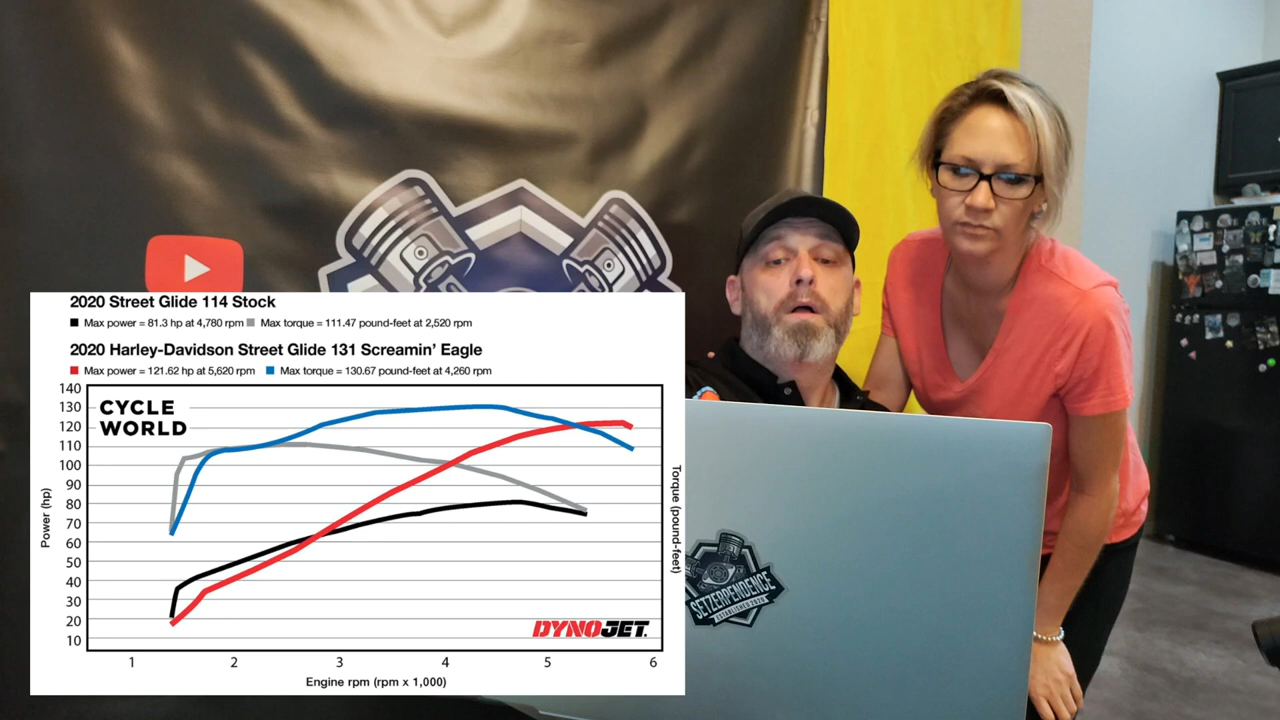 2020 Street Glide 114 Stock
Max power = 81.3 hp at 4,780 rpm Max torque = 111.47 pound-feet at 2,520 rpm
2020 Harley-Davidson Street Glide 131 Screamin’ Eagle
Max power = 121.62 hp at 5,620 rpm Max torque = 130.67 pound-feet at 4,260 rpm
140
130
120
110
100
90
80
70
60
50
40
30
20
10
CYCLE
WORLD
Power (hp)
Torque (pound-feet)
DYNOJET.
1 2 3 4 5 6
Engine rpm (rpm x 1,000)
SETZERPENDENCE
ESTABLISHED 2020